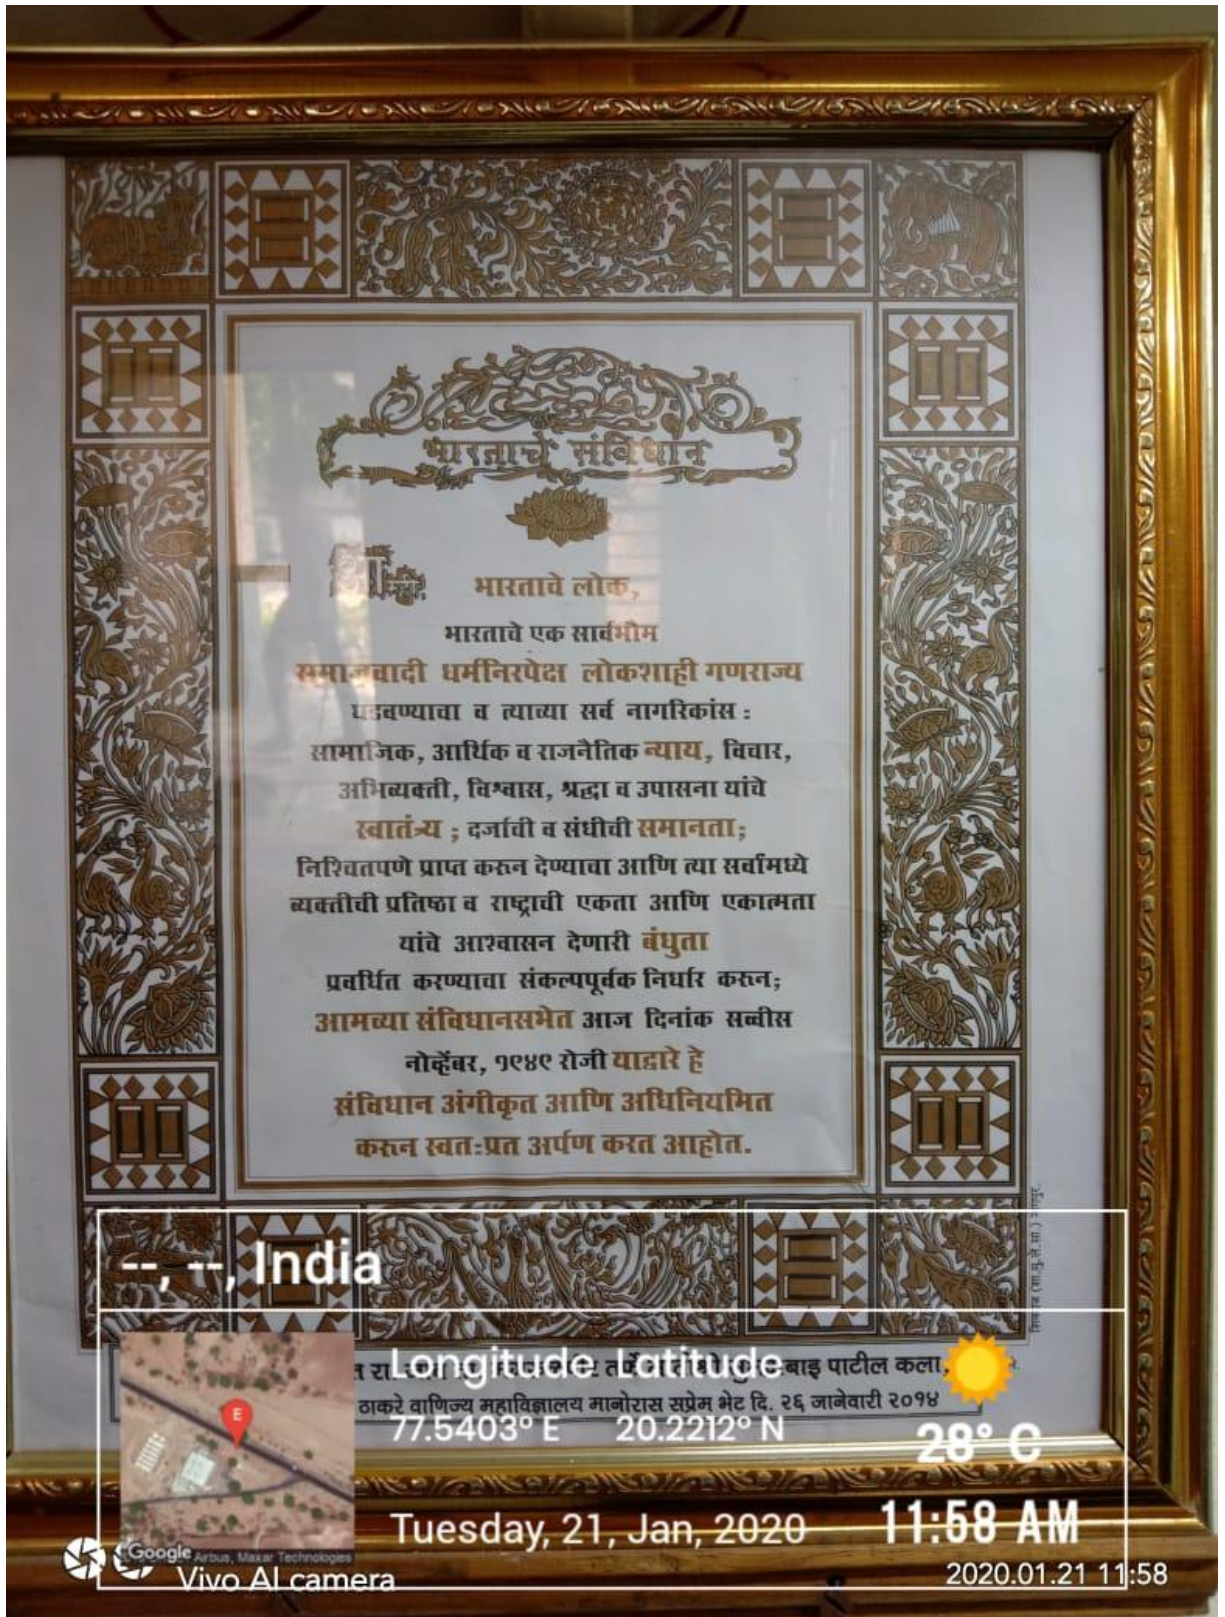 भारताचे संविधान
भारताचे लोक,
भारताचे एक सार्वभौम
समाजवादी धर्मनिरपेक्ष लोकशाही गणराज्य
घडवण्याचा व त्याच्या सर्व नागरिकांस :
सामाजिक, आर्थिक व राजनैतिक न्याय, विचार,
अभिव्यक्ती, विश्वास, श्रद्धा व उपासना यांचे
स्वातंत्र्य ; दर्जाची व संधीची समानता;
निश्चितपणे प्राप्त करून देण्याचा आणि त्या सर्वांमध्ये
व्यक्तीची प्रतिष्ठा व राष्ट्राची एकता आणि एकात्मता
यांचे आश्वासन देणारी बंधुता
प्रवर्धित करण्याचा संकल्पपूर्वक निर्धार करून;
आमच्या संविधानसभेत आज दिनांक सव्वीस
नोव्हेंबर, १९४९ रोजी याद्वारे हे
संविधान अंगीकृत आणि अधिनियमित
करून स्वतःप्रत अर्पण करत आहोत.
--, --, India
पाटील कला
ठाकरे वाणिज्य महाविद्यालय मानोरास सप्रेम भेट दि. २६ जानेवारी २०१४
Longitude Latitude
77.5403° E 20.2212° N
28° C
Tuesday, 21, Jan, 2020 11:58 AM
E
Google Airbus, Maxar Technologies
Vivo AI camera
2020.01.21 11:58